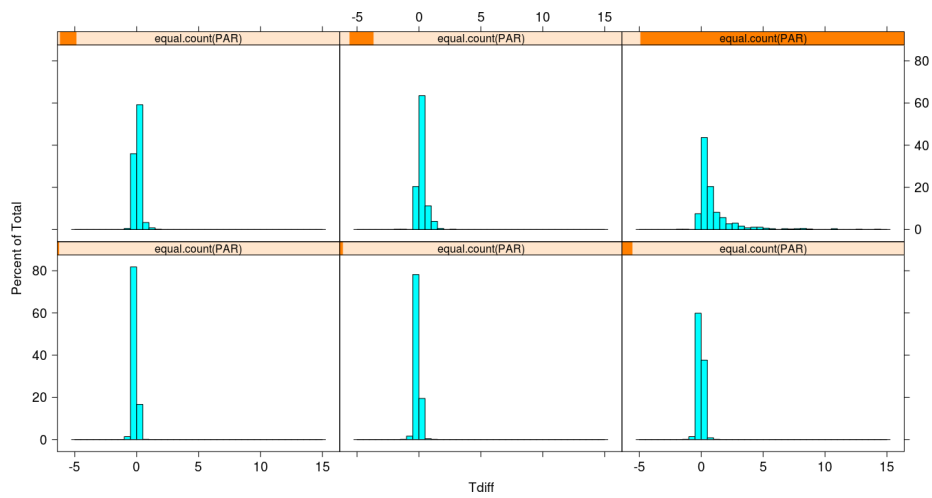 -5 0 5 10 15
equal.count(PAR) equal.count(PAR) equal.count(PAR)
80
60
40
20
0
equal.count(PAR) equal.count(PAR) equal.count(PAR)
80
60
40
20
0
Percent of Total
-5 0 5 10 15 -5 0 5 10 15
Tdiff